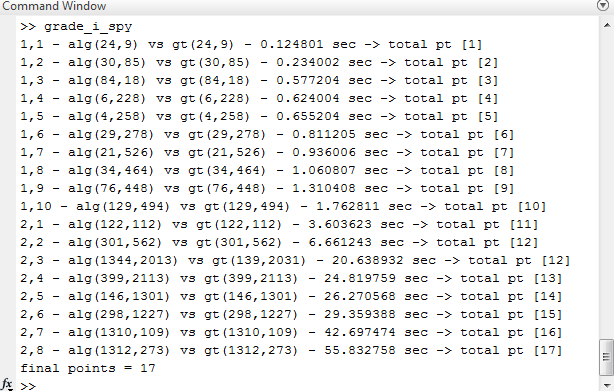 Command Window
>> grade_i_spy
1,1 - alg(24,9) vs gt(24,9) - 0.124801 sec -> total pt [1]
1,2 - alg(30,85) vs gt(30,85) - 0.234002 sec -> total pt [2]
1,3 - alg(84,18) vs gt(84,18) - 0.577204 sec -> total pt [3]
1,4 - alg(6,228) vs gt(6,228) - 0.624004 sec -> total pt [4]
1,5 - alg(4,258) vs gt(4,258) - 0.655204 sec -> total pt [5]
1,6 - alg(29,278) vs gt(29,278) - 0.811205 sec -> total pt [6]
1,7 - alg(21,526) vs gt(21,526) - 0.936006 sec -> total pt [7]
1,8 - alg(34,464) vs gt(34,464) - 1.060807 sec -> total pt [8]
1,9 - alg(76,448) vs gt(76,448) - 1.310408 sec -> total pt [9]
1,10 - alg(129,494) vs gt(129,494) - 1.762811 sec -> total pt [10]
2,1 - alg(122,112) vs gt(122,112) - 3.603623 sec -> total pt [11]
2,2 - alg(301,562) vs gt(301,562) - 6.661243 sec -> total pt [12]
2,3 - alg(1344,2013) vs gt(139,2031) - 20.638932 sec -> total pt [12]
2,4 - alg(399,2113) vs gt(399,2113) - 24.819759 sec -> total pt [13]
2,5 - alg(146,1301) vs gt(146,1301) - 26.270568 sec -> total pt [14]
2,6 - alg(298,1227) vs gt(298,1227) - 29.359388 sec -> total pt [15]
2,7 - alg(1310,109) vs gt(1310,109) - 42.697474 sec -> total pt [16]
2,8 - alg(1312,273) vs gt(1312,273) - 55.832758 sec -> total pt [17]
final points = 17
fx >>